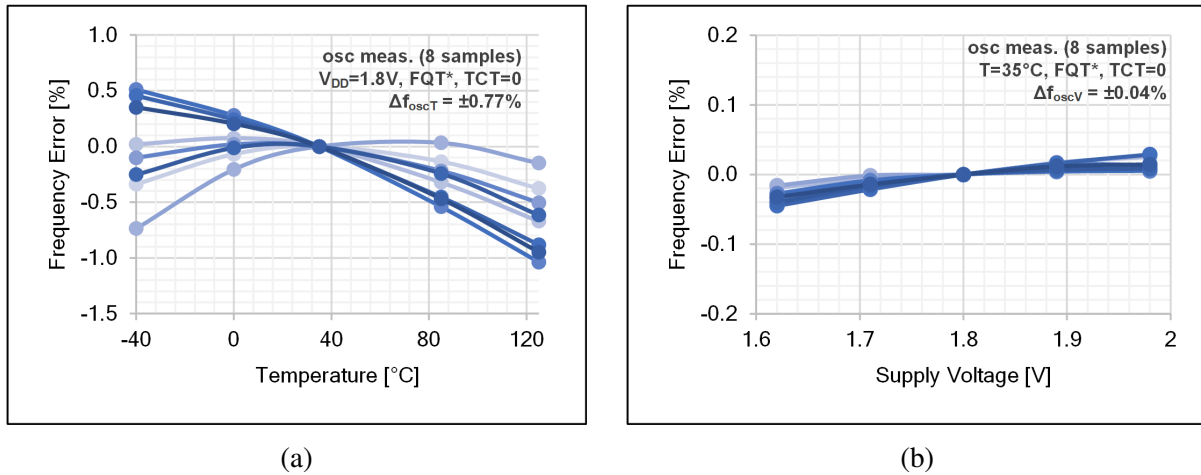 1.0
0.5
0.0
-0.5
-1.0
-1.5
Frequency Error [%]
osc meas. (8 samples)
V_DD=1.8V, FQT*, TCT=0
Δf_oscT = ±0.77%
-40
0
40
80
120
Temperature [°C]
(a)
0.2
0.1
0.0
-0.1
-0.2
Frequency Error [%]
osc meas. (8 samples)
T=35°C, FQT*, TCT=0
Δf_oscV = ±0.04%
1.6
1.7
1.8
1.9
2
Supply Voltage [V]
(b)